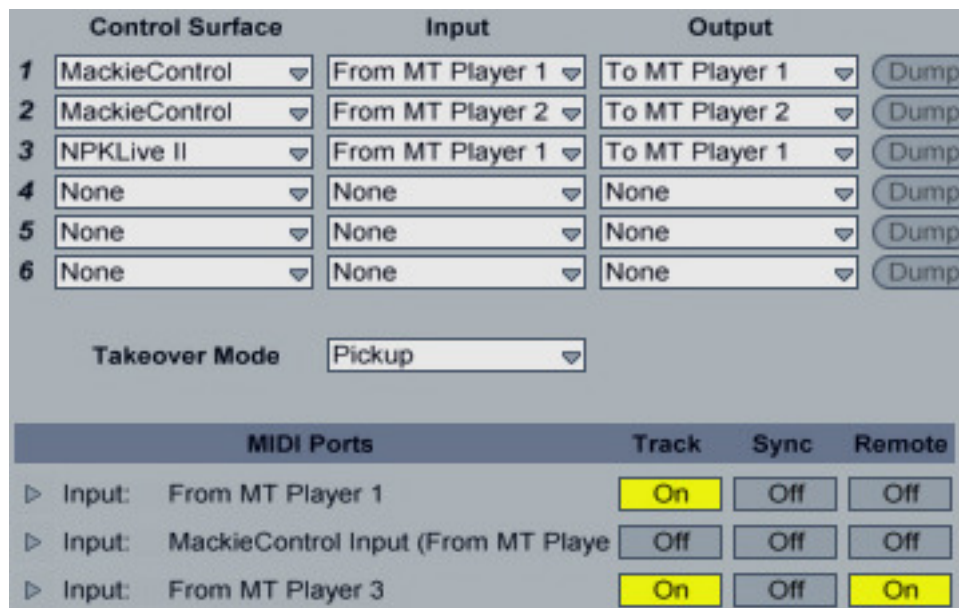 Control Surface Input Output
1 MackieControl From MT Player 1 To MT Player 1 Dump
2 MackieControl From MT Player 2 To MT Player 2 Dump
3 NPKLive II From MT Player 1 To MT Player 1 Dump
4 None None None Dump
5 None None None Dump
6 None None None Dump
Takeover Mode Pickup
MIDI Ports Track Sync Remote
Input: From MT Player 1 On Off Off
Input: MackieControl Input (From MT Playe Off Off Off
Input: From MT Player 3 On Off On